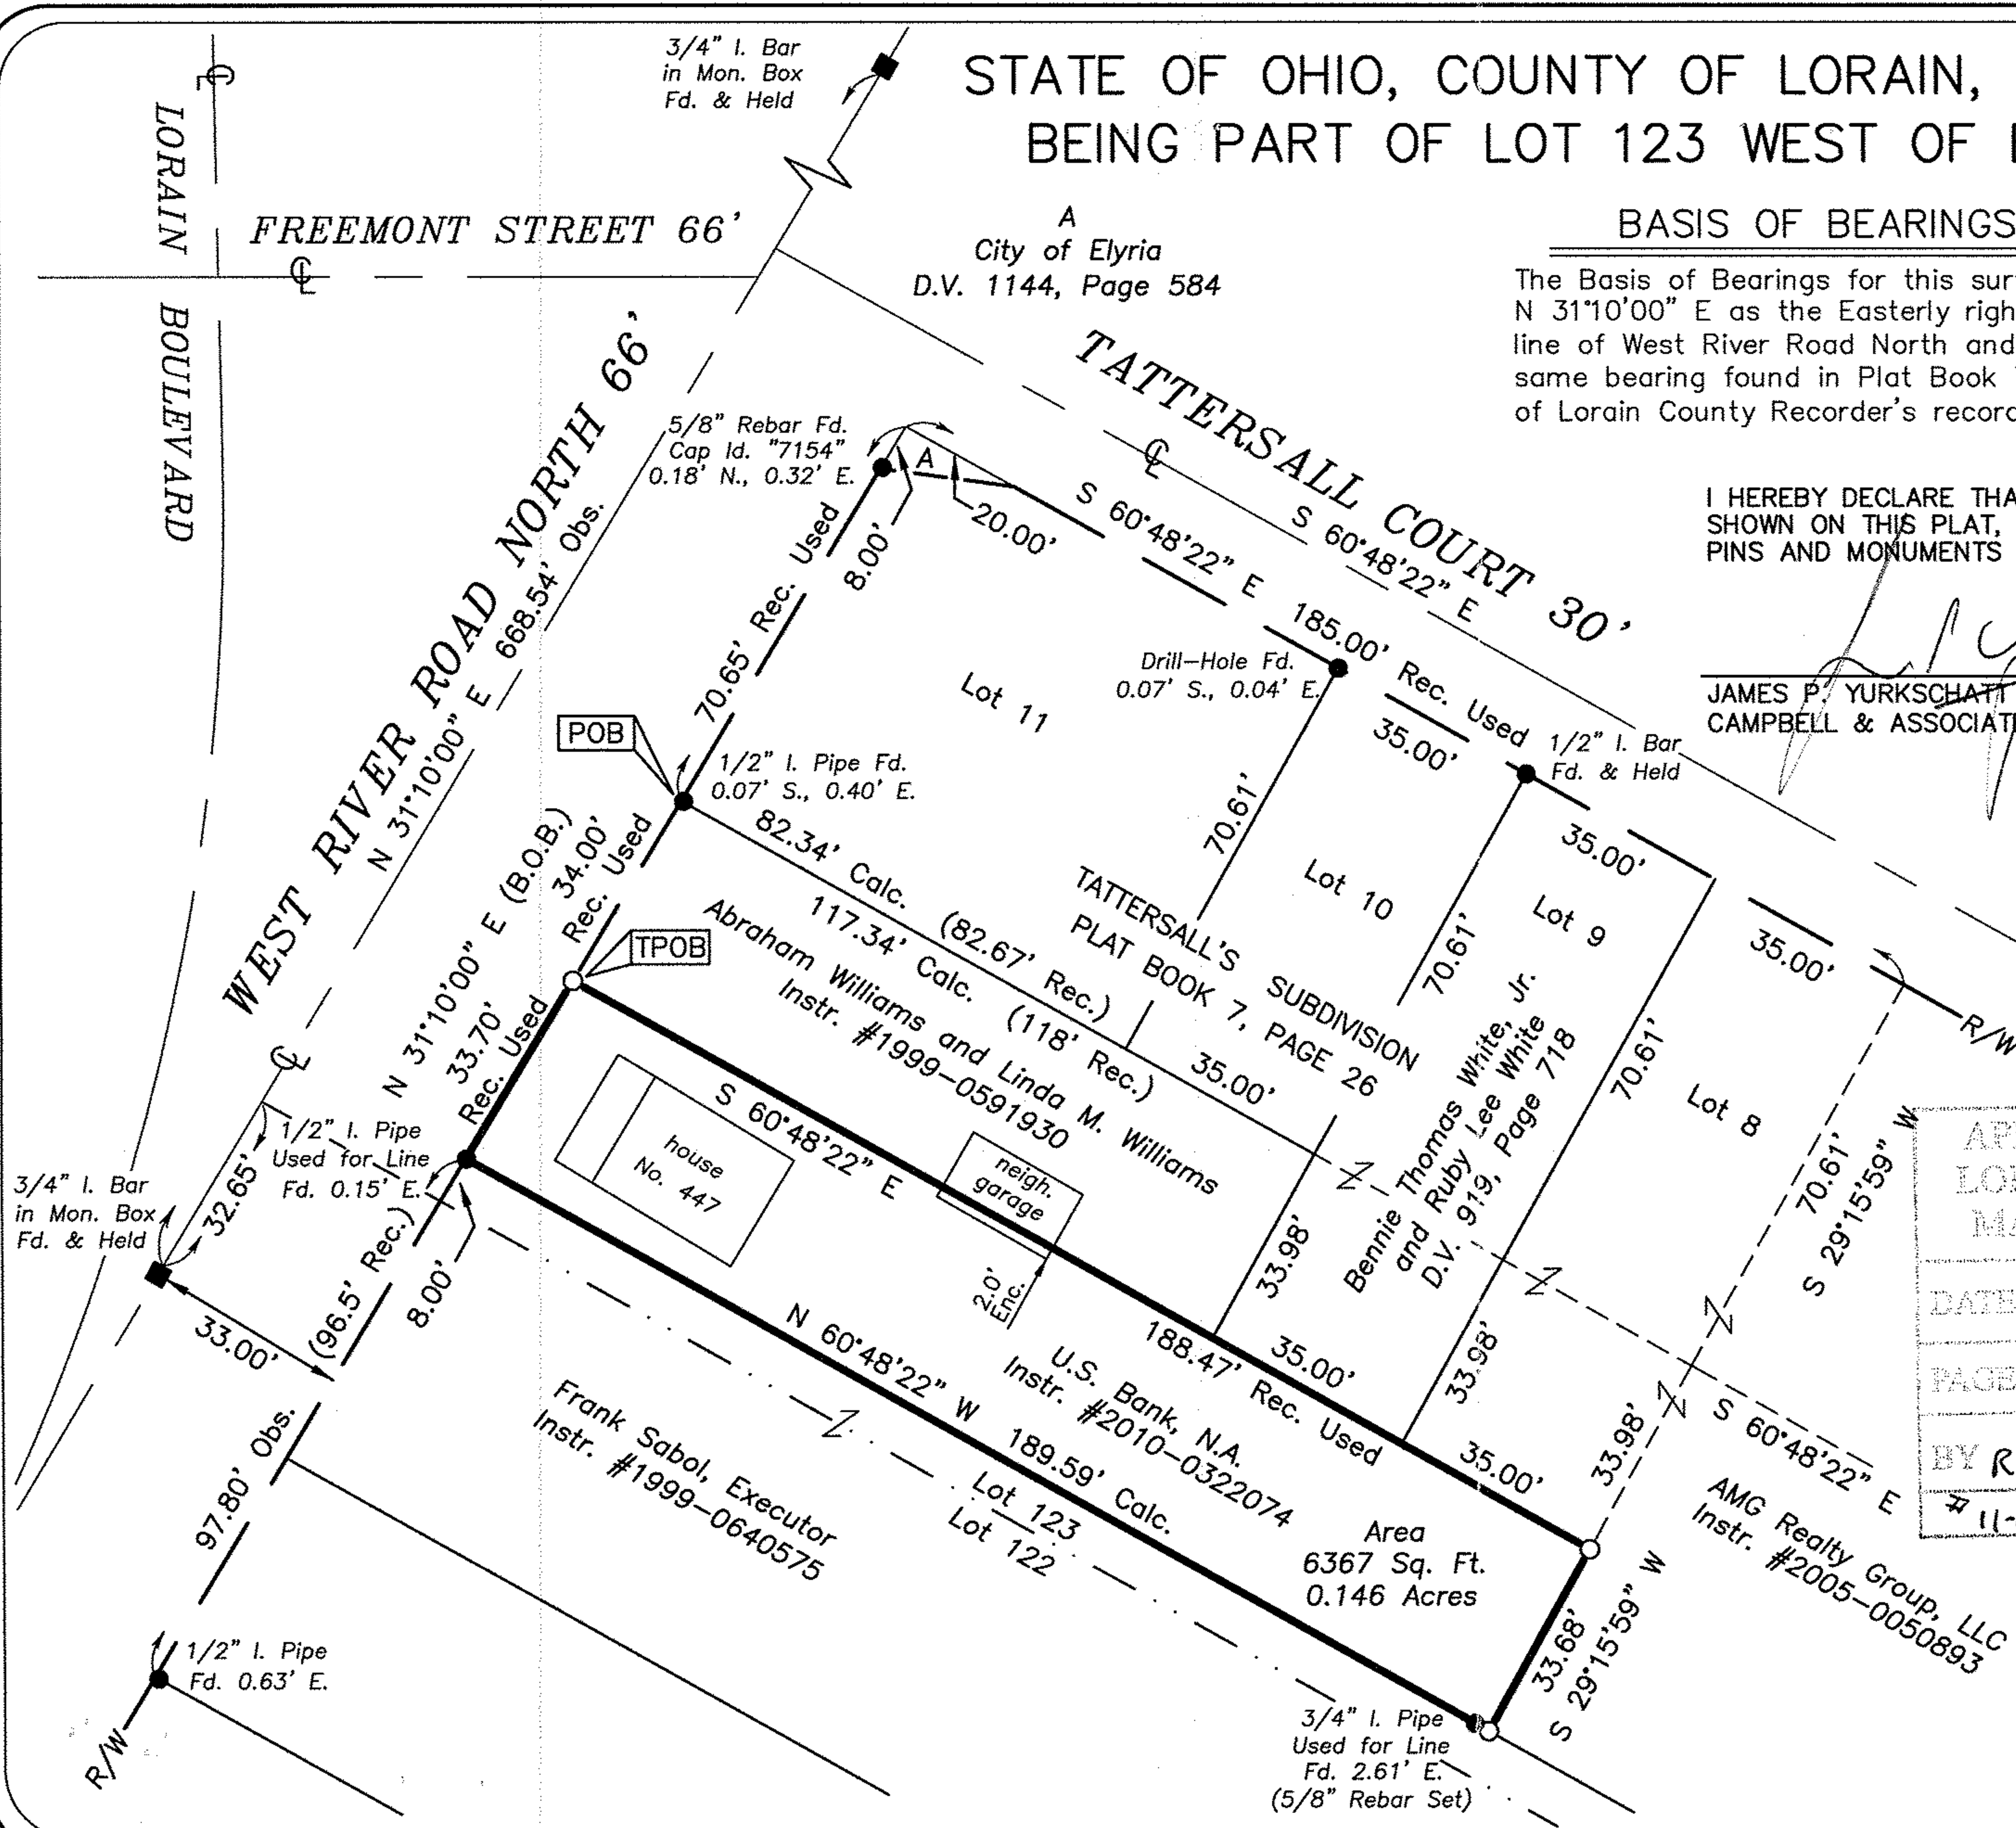 STATE OF OHIO, COUNTY OF LORAIN,
BEING PART OF LOT 123 WEST OF
BASIS OF BEARINGS
The Basis of Bearings for this
N 31°10'00" E as the Easterly
line of West River Road North and
same bearing found in Plat Book
of Lorain County Recorder's
I HEREBY DECLARE
SHOWN ON THIS PLAT,
PINS AND MONUMENTS
JAMES P. YURKSCHATT
CAMPBELL &
3/4" I. Bar
in Mon. Box
Fd. & Held
LORAIN BOULEVARD
FREEMONT STREET 66'
A
City of Elyria
D.V. 1144, Page 584
TATTERSALL COURT 30'
S 60°48'22" E
WEST RIVER ROAD NORTH 66'
N 31°10'00" E 668.54' Obs.
5/8" Rebar Fd.
Cap Id. "7154"
0.18' N., 0.32' E.
A
8.00'
20.00'
S 60°48'22" E 185.00' Rec. Used
70.65' Rec. Used
Lot 11
Drill-Hole Fd.
0.07' S., 0.04' E.
35.00'
1/2" I. Bar
Fd. & Held
35.00'
35.00'
R/W
POB
1/2" I. Pipe Fd.
0.07' S., 0.40' E.
70.61'
Lot 10
70.61'
Lot 9
70.61'
Lot 8
70.61'
S 29°15'59" W
N 31°10'00" E (B.O.B.)
34.00'
Rec. Used
TPOB
82.34' Calc. (82.67' Rec.)
117.34' Calc. (118' Rec.)
35.00'
TATTERSALL'S SUBDIVISION
PLAT BOOK 7, PAGE 26
Abraham Williams and Linda M. Williams
Instr. #1999-0591930
Bennie Thomas White, Jr.
and Ruby Lee White
D.V. 919, Page 718
33.70'
Rec. Used
S 60°48'22" E
house
No. 447
neigh.
garage
2.0'
Enc.
33.98'
33.98'
33.98'
188.47' Rec. Used
35.00'
35.00'
1/2" I. Pipe
Used for Line
Fd. 0.15' E.
3/4" I. Bar
in Mon. Box
Fd. & Held
32.65'
33.00'
(96.5' Rec.)
8.00'
97.80' Obs.
N 60°48'22" W 189.59' Calc.
U.S. Bank, N.A.
Instr. #2010-0322074
Frank Sabol, Executor
Instr. #1999-0640575
Lot 123
Lot 122
Area
6367 Sq. Ft.
0.146 Acres
S 60°48'22" E
AMG Realty Group, LLC
Instr. #2005-0050893
33.68'
S 29°15'59" W
3/4" I. Pipe
Used for Line
Fd. 2.61' E.
(5/8" Rebar Set)
1/2" I. Pipe
Fd. 0.63' E.
R/W
DATE
PAGE
BY